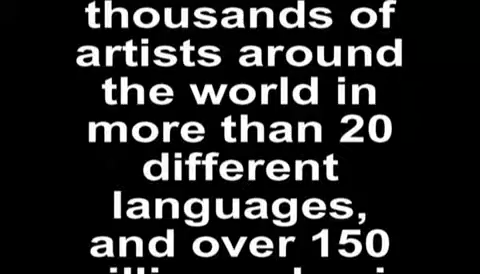 thousands of
artists around
the world in
more than 20
different
languages,
and over 150